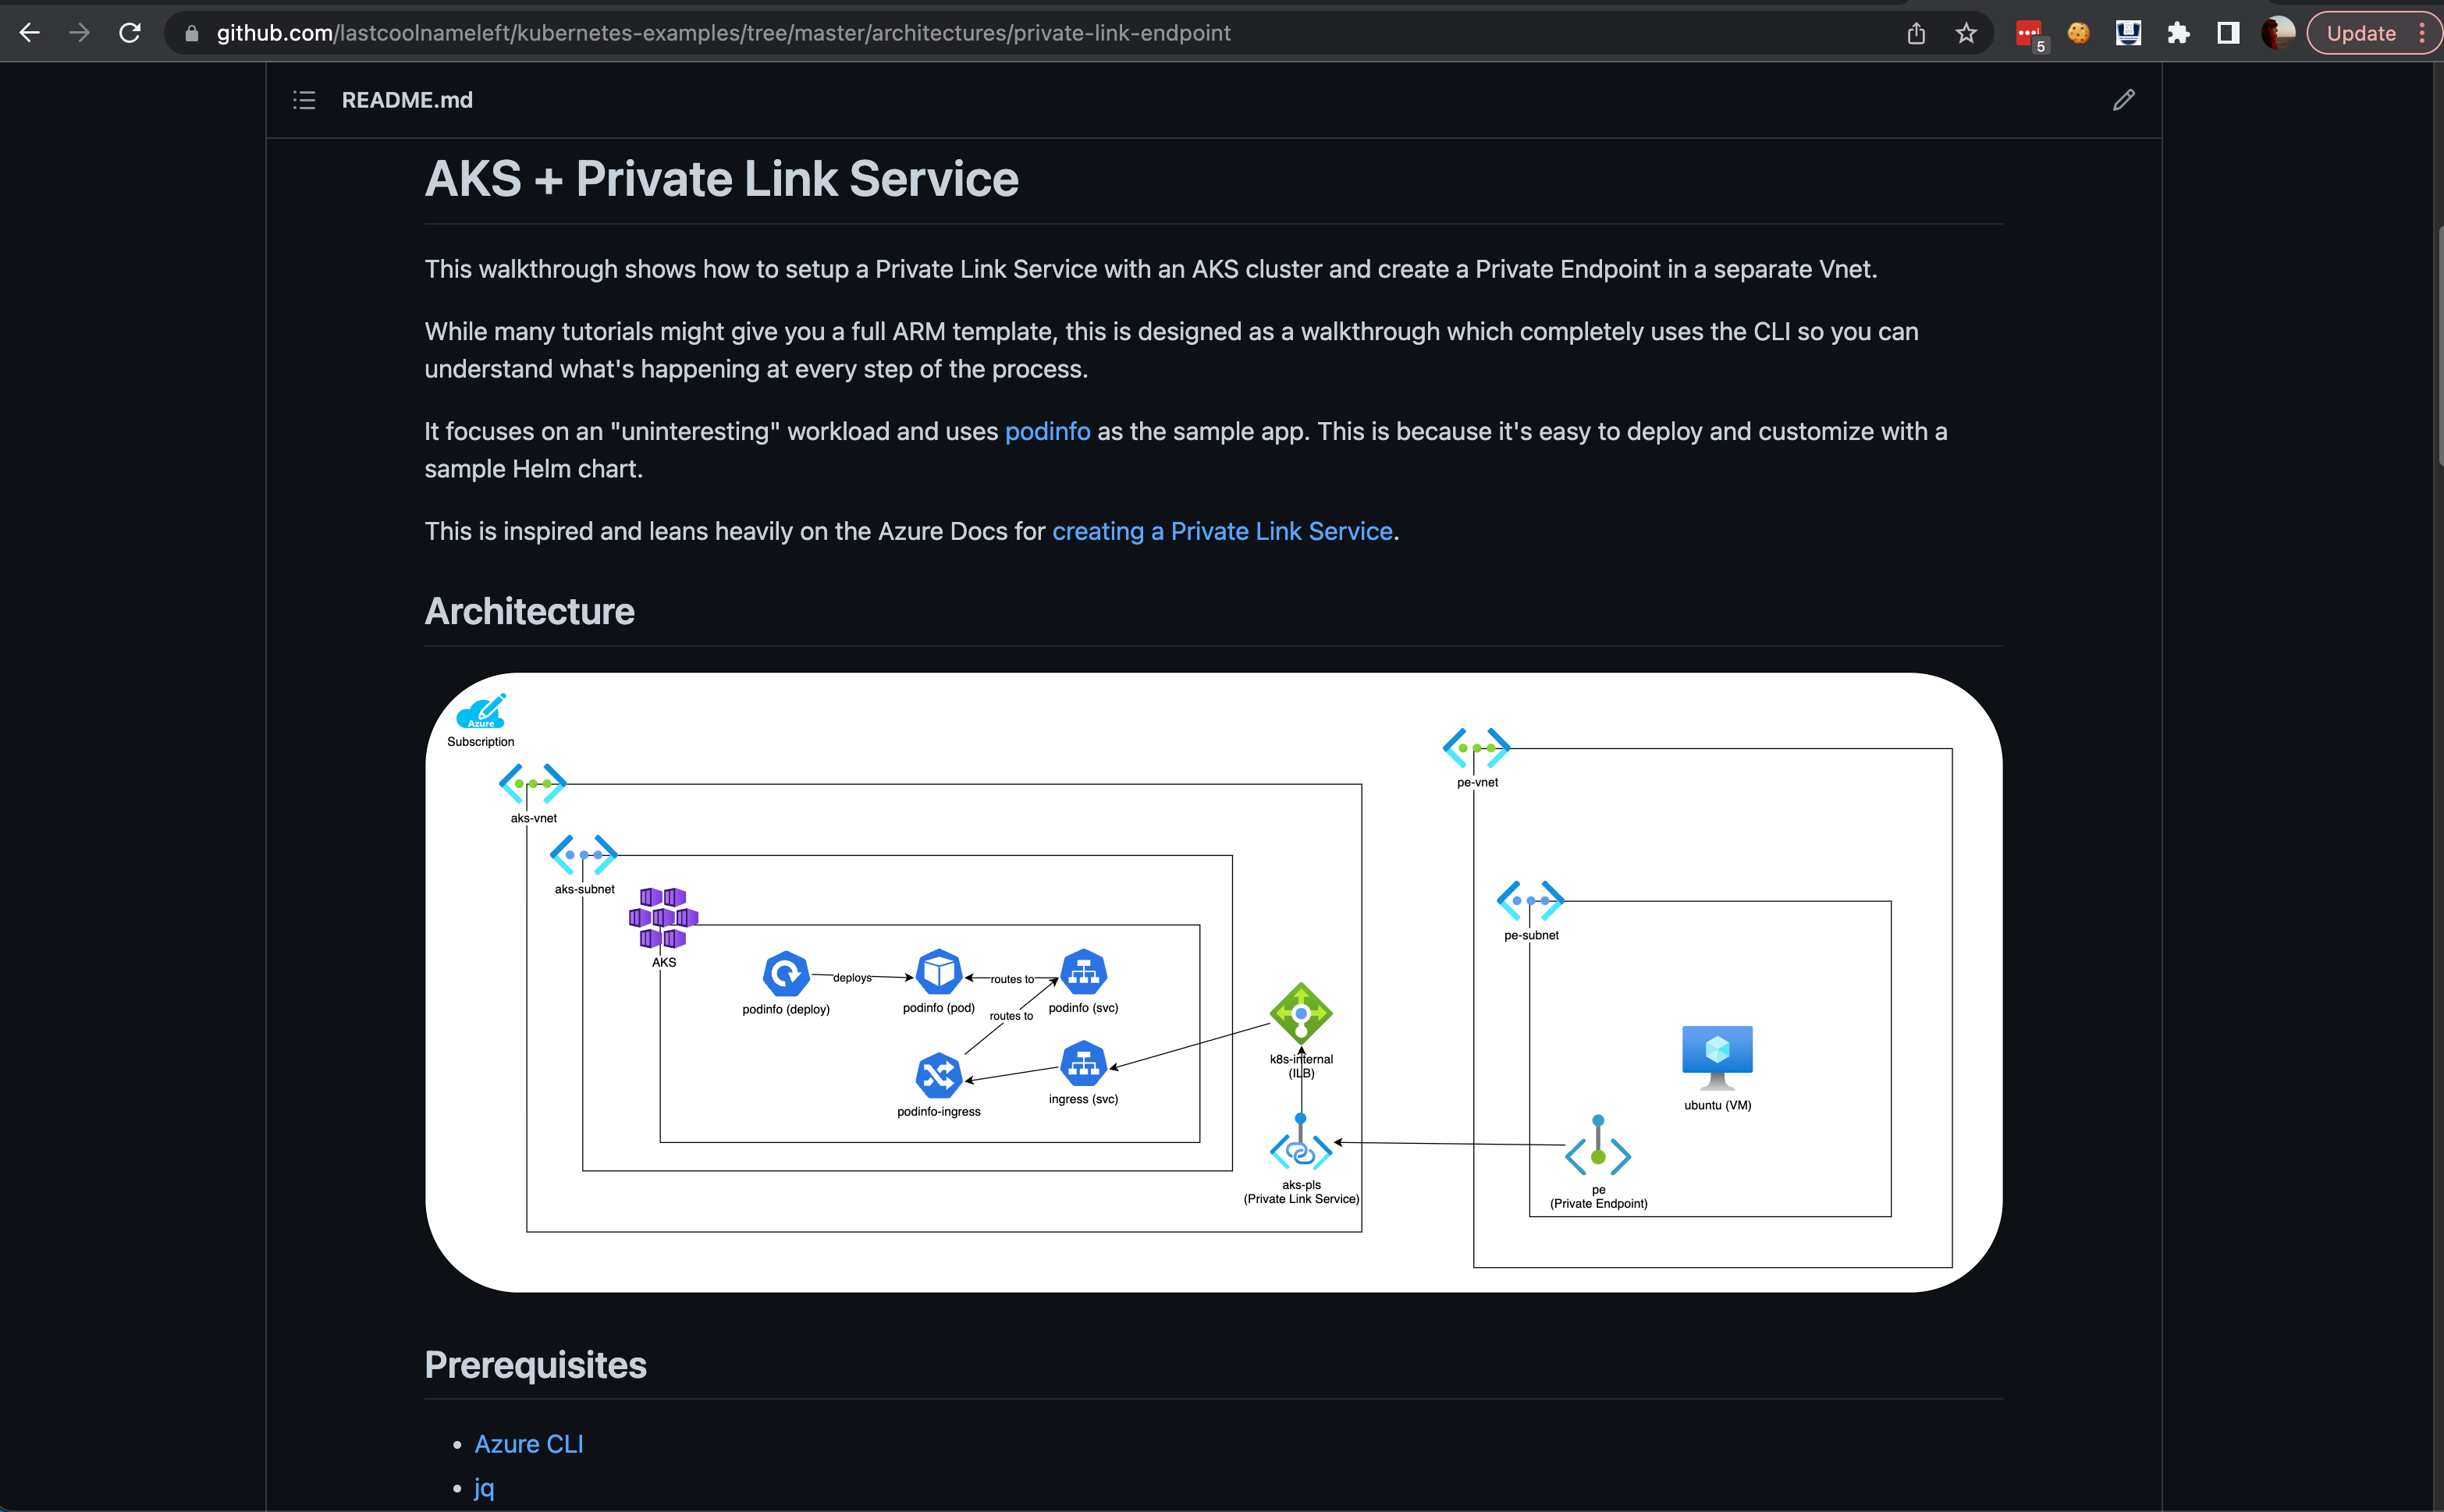 github.com/lastcoolnameleft/kubernetes-examples/tree/master/architectures/private-link-endpoint
5
Update
README.md
AKS + Private Link Service
This walkthrough shows how to setup a Private Link Service with an AKS cluster and create a Private Endpoint in a separate Vnet.
While many tutorials might give you a full ARM template, this is designed as a walkthrough which completely uses the CLI so you can
understand what's happening at every step of the process.
It focuses on an "uninteresting" workload and uses podinfo as the sample app. This is because it's easy to deploy and customize with a
sample Helm chart.
This is inspired and leans heavily on the Azure Docs for creating a Private Link Service.
Architecture
Azure
Subscription
aks-vnet
aks-subnet
AKS
podinfo (deploy)
deploys
podinfo (pod)
routes to
podinfo (svc)
routes to
podinfo-ingress
ingress (svc)
k8s-internal
(ILB)
aks-pls
(Private Link Service)
pe-vnet
pe-subnet
ubuntu (VM)
pe
(Private Endpoint)
Prerequisites
Azure CLI
jq